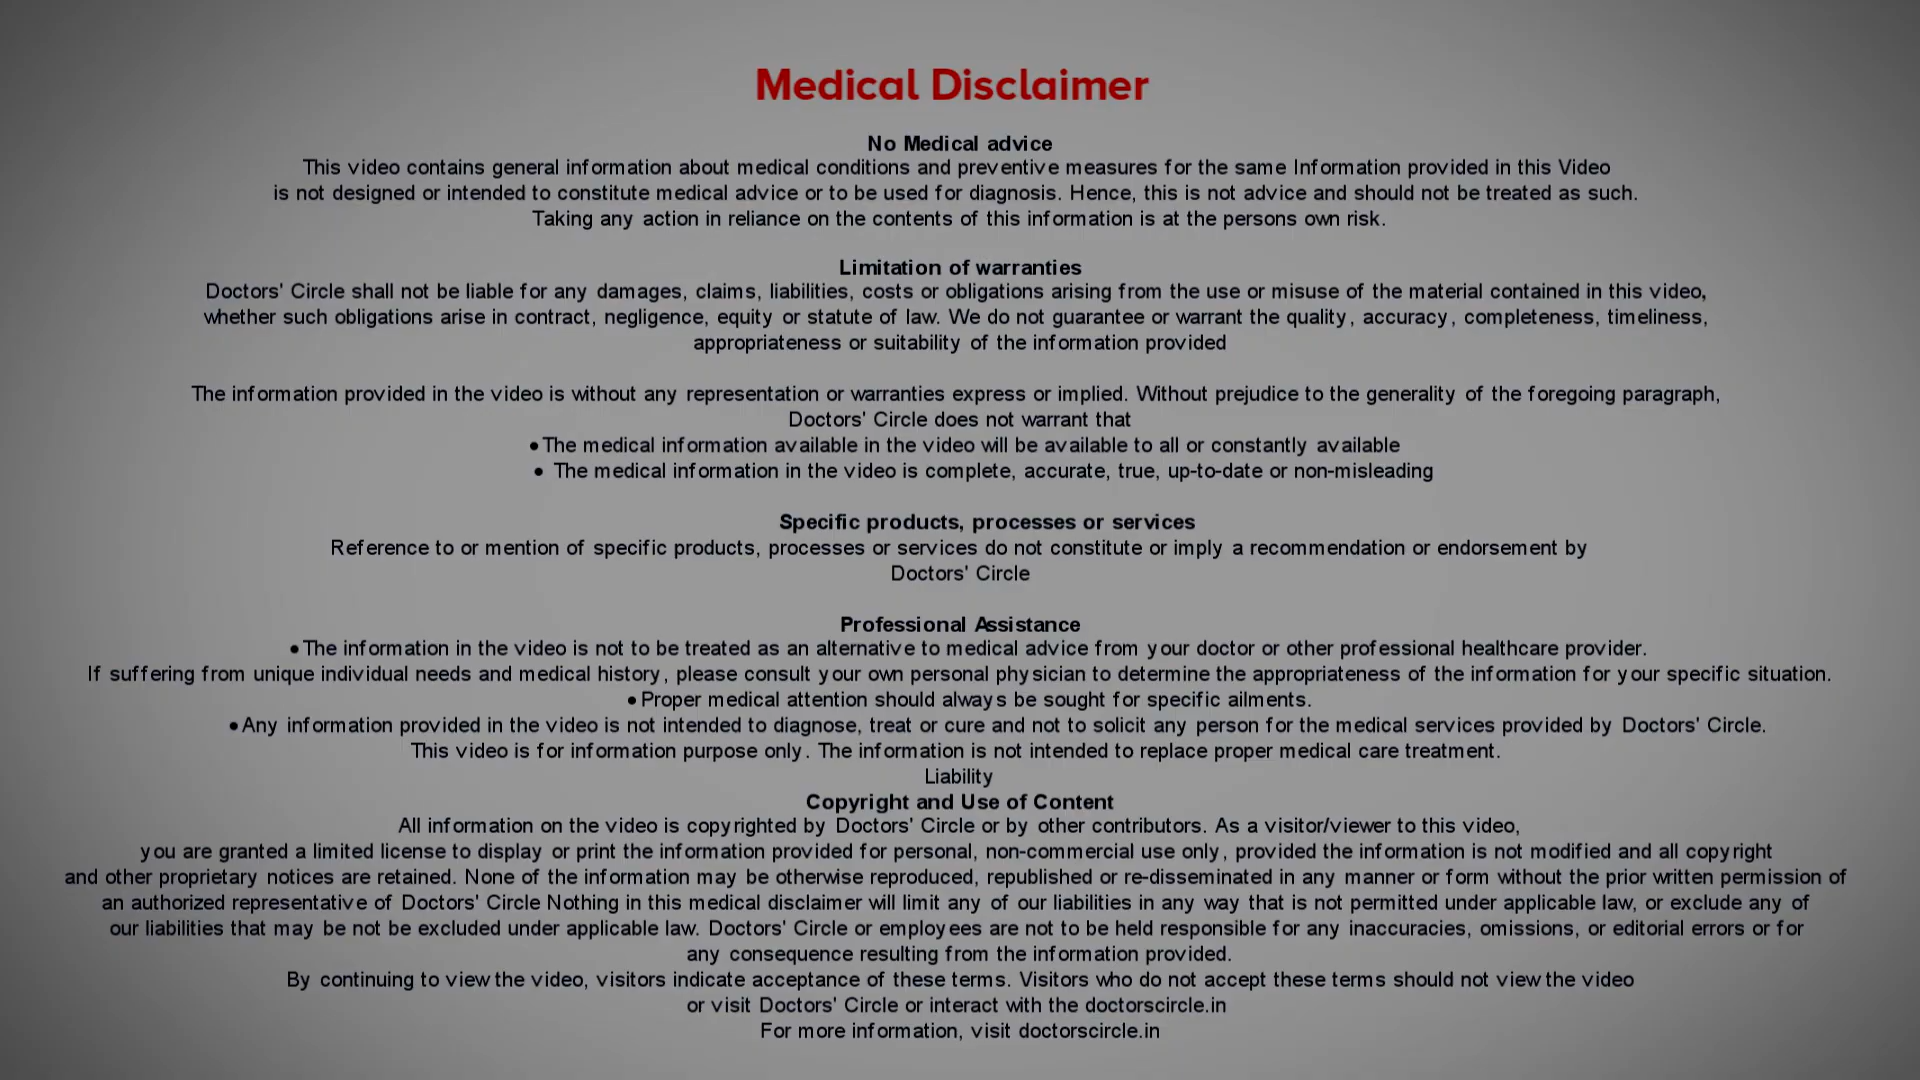 Medical Disclaimer
No Medical advice
This video contains general information about medical conditions and preventive measures for the same Information provided in this Video
is not designed or intended to constitute medical advice or to be used for diagnosis. Hence, this is not advice and should not be treated as such.
Taking any action in reliance on the contents of this information is at the persons own risk.
Limitation of warranties
Doctors' Circle shall not be liable for any damages, claims, liabilities, costs or obligations arising from the use or misuse of the material contained in this video,
whether such obligations arise in contract, negligence, equity or statute of law. We do not guarantee or warrant the quality, accuracy, completeness, timeliness,
appropriateness or suitability of the information provided
The information provided in the video is without any representation or warranties express or implied. Without prejudice to the generality of the foregoing paragraph,
Doctors' Circle does not warrant that
•The medical information available in the video will be available to all or constantly available
• The medical information in the video is complete, accurate, true, up-to-date or non-misleading
Specific products, processes or services
Reference to or mention of specific products, processes or services do not constitute or imply a recommendation or endorsement by
Doctors' Circle
Professional Assistance
•The information in the video is not to be treated as an alternative to medical advice from your doctor or other professional healthcare provider.
If suffering from unique individual needs and medical history, please consult your own personal physician to determine the appropriateness of the information for your specific situation.
•Proper medical attention should always be sought for specific ailments.
•Any information provided in the video is not intended to diagnose, treat or cure and not to solicit any person for the medical services provided by Doctors' Circle.
This video is for information purpose only. The information is not intended to replace proper medical care treatment.
Liability
Copyright and Use of Content
All information on the video is copyrighted by Doctors' Circle or by other contributors. As a visitor/viewer to this video,
you are granted a limited license to display or print the information provided for personal, non-commercial use only, provided the information is not modified and all copyright
and other proprietary notices are retained. None of the information may be otherwise reproduced, republished or re-disseminated in any manner or form without the prior written permission of
an authorized representative of Doctors' Circle Nothing in this medical disclaimer will limit any of our liabilities in any way that is not permitted under applicable law, or exclude any of
our liabilities that may be not be excluded under applicable law. Doctors' Circle or employees are not to be held responsible for any inaccuracies, omissions, or editorial errors or for
any consequence resulting from the information provided.
By continuing to view the video, visitors indicate acceptance of these terms. Visitors who do not accept these terms should not view the video
or visit Doctors' Circle or interact with the doctorscircle.in
For more information, visit doctorscircle.in